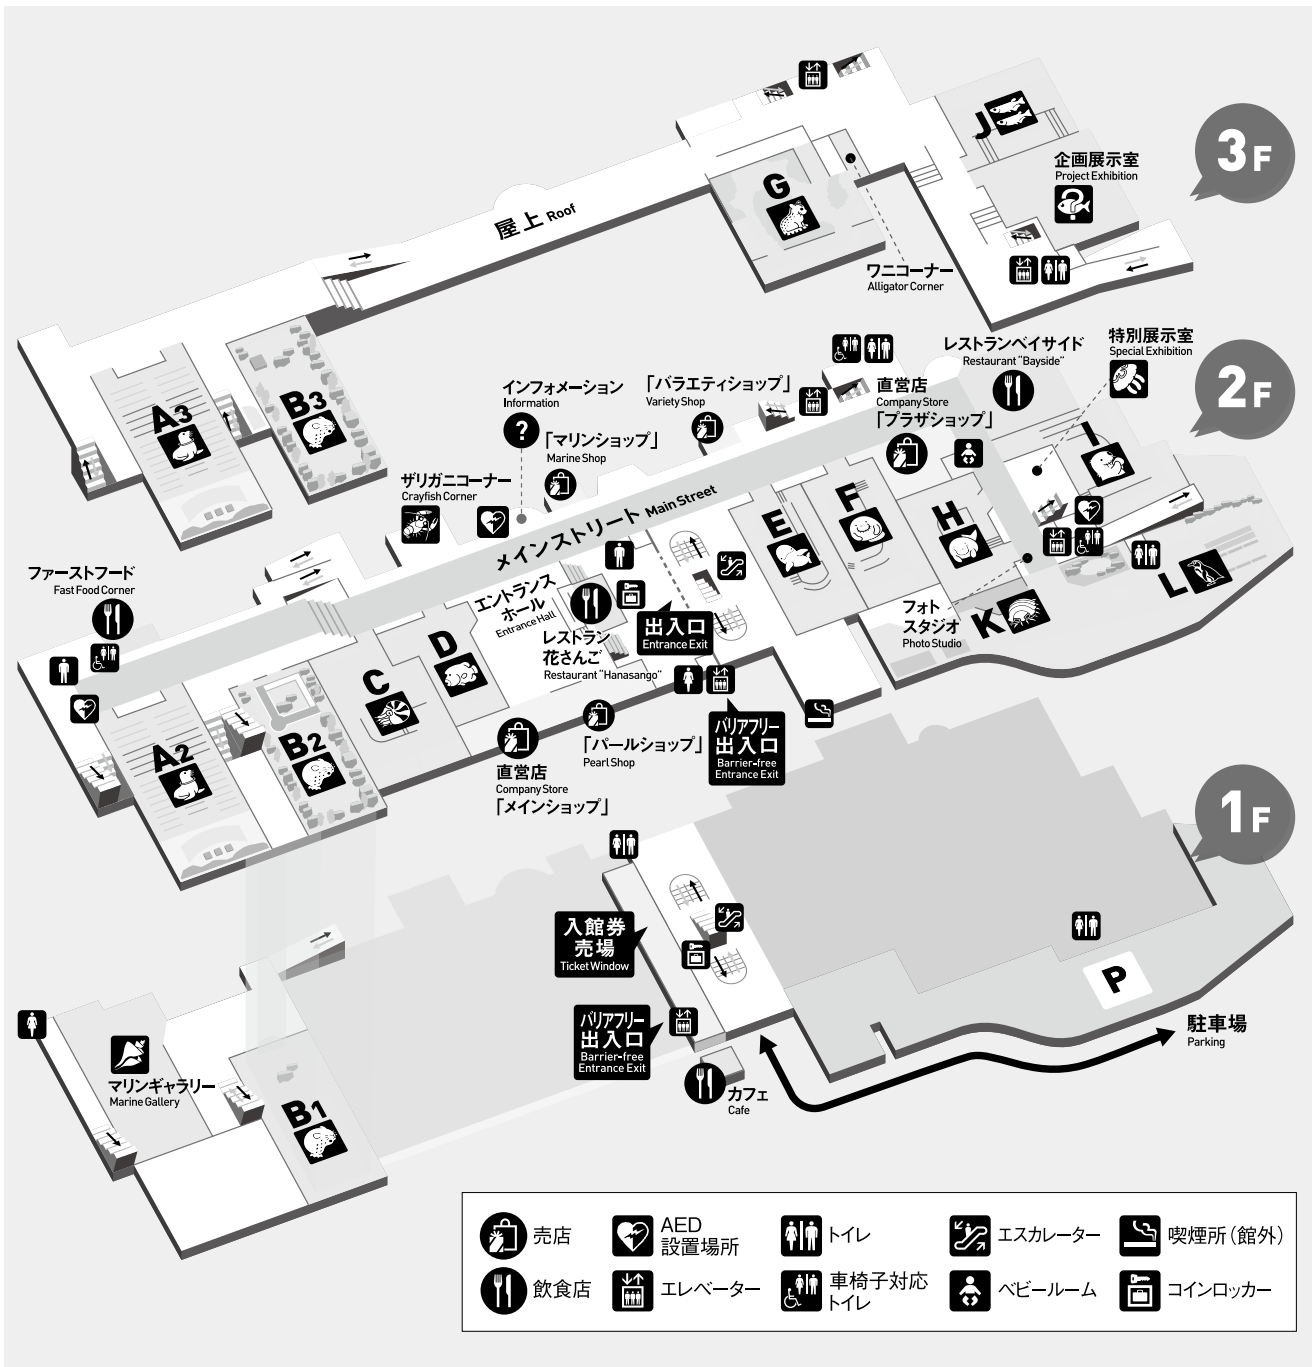 3F
J
企画展示室
Project Exhibition
G
屋上 Roof
ワニコーナー
Alligator Corner
2F
A3
B3
インフォメーション
Information
?
「バラエティショップ」
Variety Shop
「マリンショップ」
Marine Shop
ザリガニコーナー
Crayfish Corner
直営店
Company Store
「プラザショップ」
レストランベイサイド
Restaurant "Bayside"
特別展示室
Special Exhibition
メインストリート Main Street
E
F
H
I
L
K
フォト
スタジオ
Photo Studio
ファーストフード
Fast Food Corner
エントランス
ホール
Entrance Hall
レストラン
花さんご
Restaurant "Hanasango"
出入口
Entrance Exit
D
C
A2
B2
「パールショップ」
Pearl Shop
直営店
Company Store
「メインショップ」
バリアフリー
出入口
Barrier-free
Entrance Exit
1F
入館券
売場
Ticket Window
バリアフリー
出入口
Barrier-free
Entrance Exit
カフェ
Cafe
P
駐車場
Parking
マリンギャラリー
Marine Gallery
B1
売店
AED
設置場所
トイレ
エスカレーター
喫煙所（館外）
飲食店
エレベーター
車椅子対応
トイレ
ベビールーム
コインロッカー